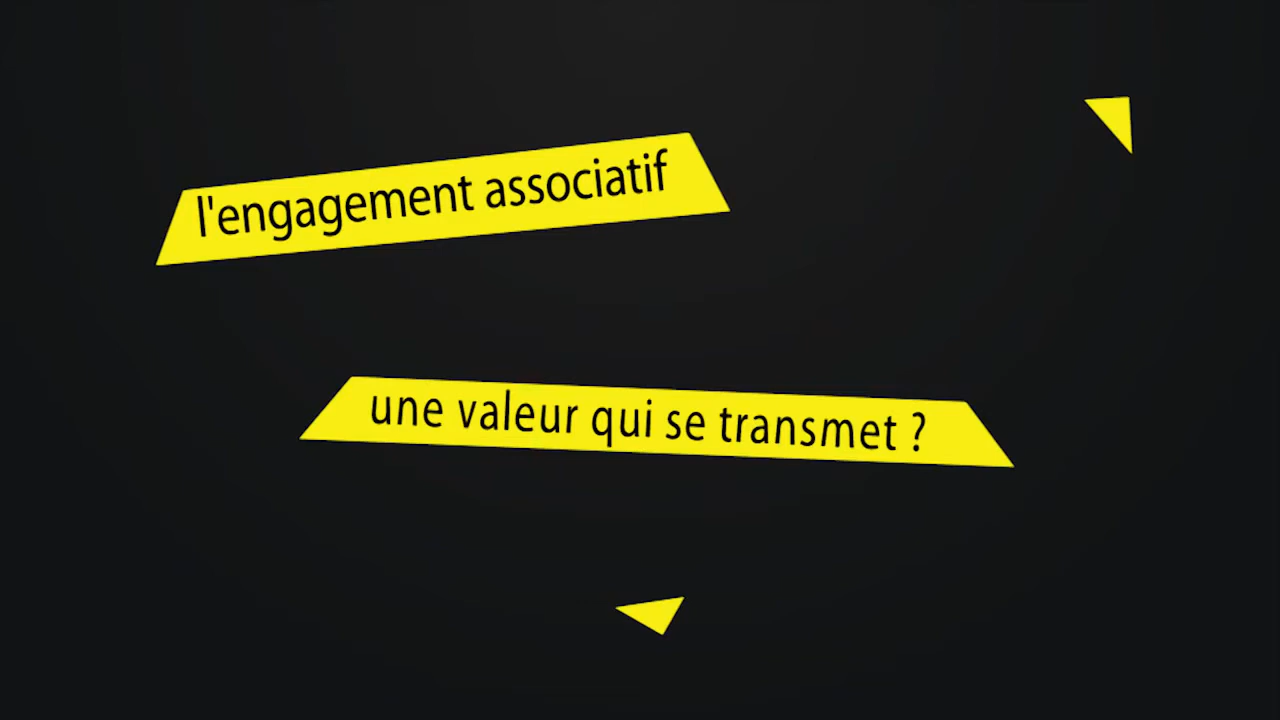 l'engagement associatif
une valeur qui se transmet ?